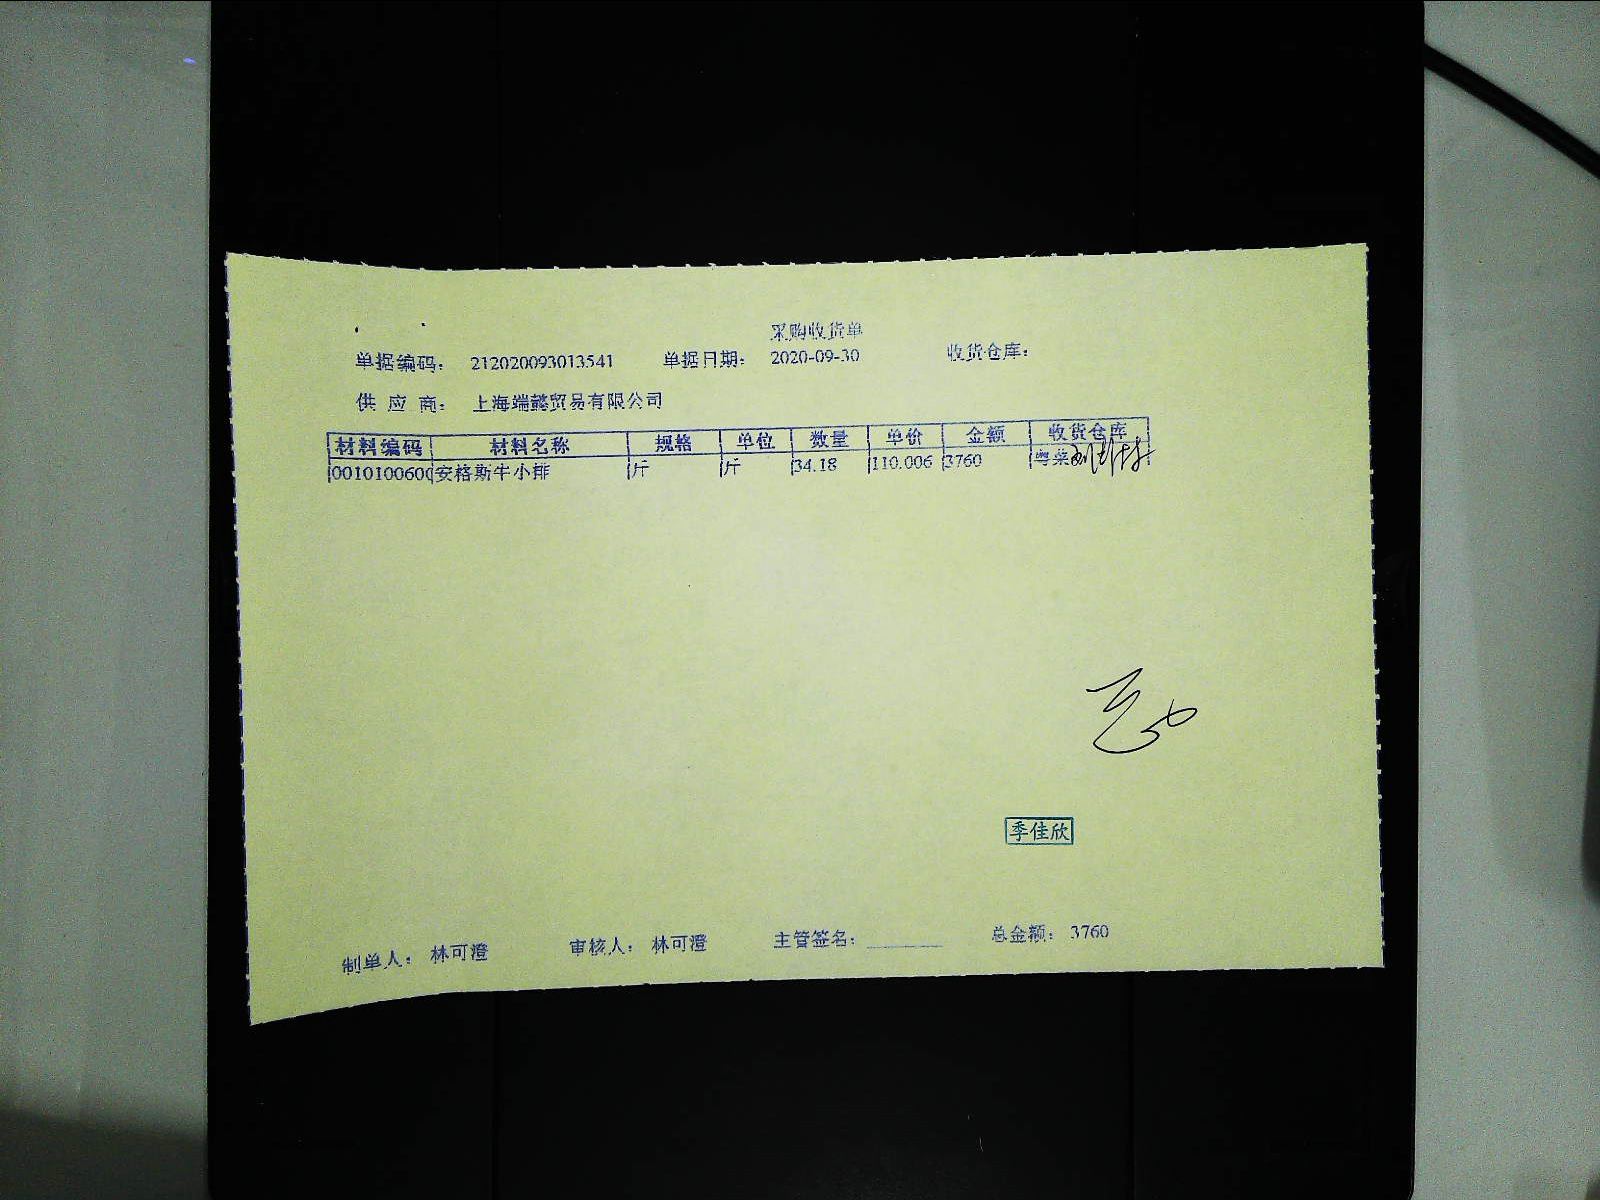 采购收货单
单据编码： 212020093013541 单据日期： 2020-09-30 收货仓库：
供 应 商： 上海端懿贸易有限公司
材料编码 材料名称 规格 单位 数量 单价 金额 收货仓库
0010100600 安格斯牛小排 斤 斤 34.18 110.006 3760 粤菜
季佳欣
制单人： 林可澄 审核人： 林可澄 主管签名： 总金额： 3760